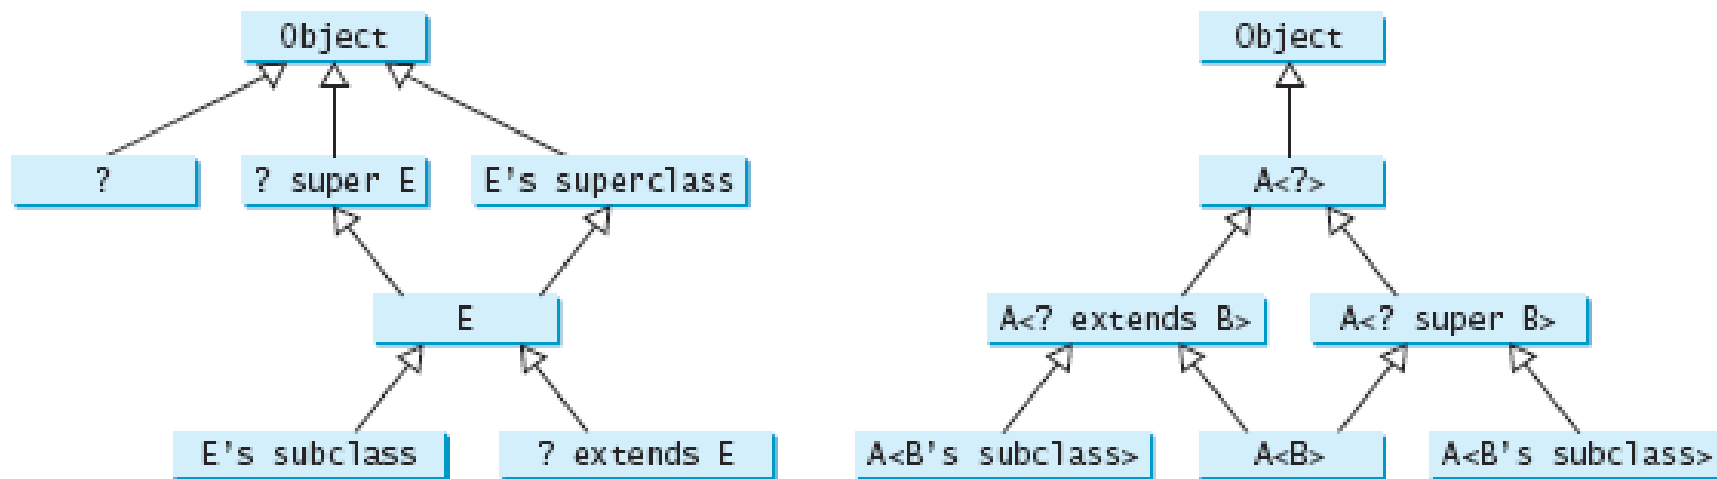 Object
? 
? super E
E's superclass
E
E's subclass
? extends E
Object
A<?>
A<? extends B>
A<? super B>
A<B's subclass>
A<B>
A<B's subclass>